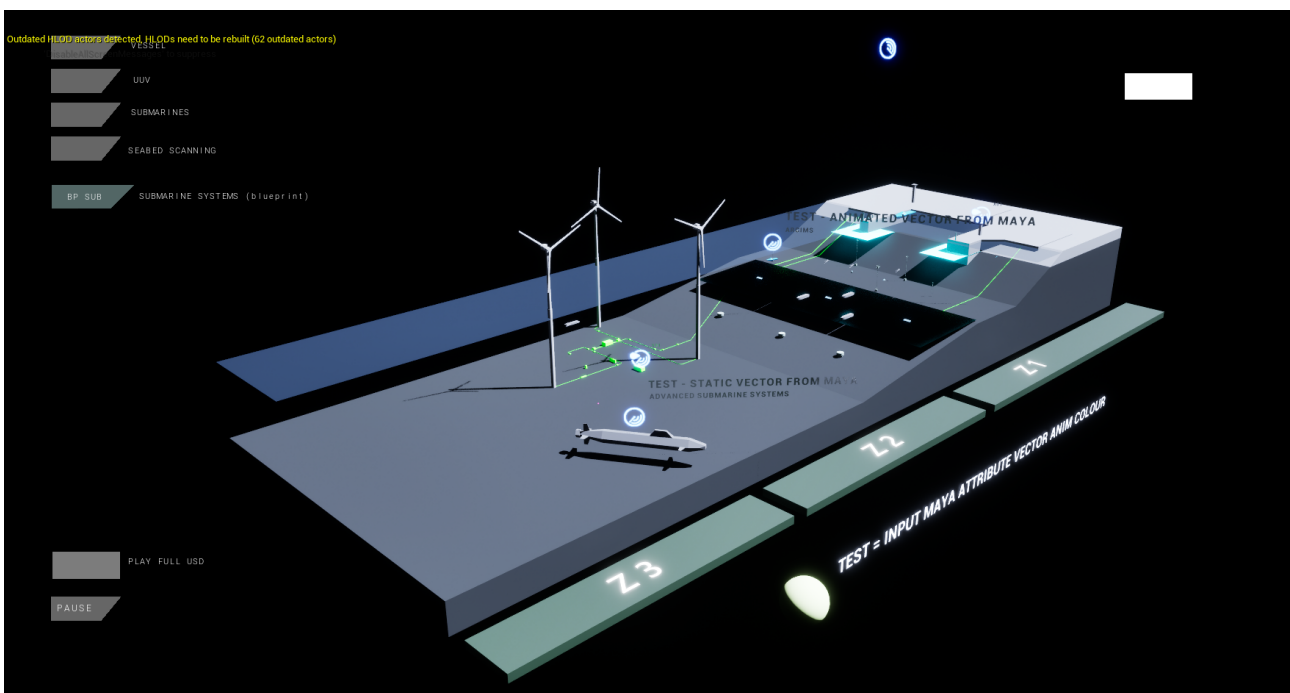 Outdated HLOD actors detected, HLODs need to be rebuilt (62 outdated actors)
VESSEL
UUV
SUBMARINES
SEABED SCANNING
BP SUB
SUBMARINE SYSTEMS (blueprint)
TEST - ANIMATED VECTOR FROM MAYA
TEST - STATIC VECTOR FROM MAYA
ADVANCED SUBMARINE SYSTEMS
Z1
Z2
Z3
TEST = INPUT MAYA ATTRIBUTE VECTOR ANIM COLOUR
PLAY FULL USD
PAUSE